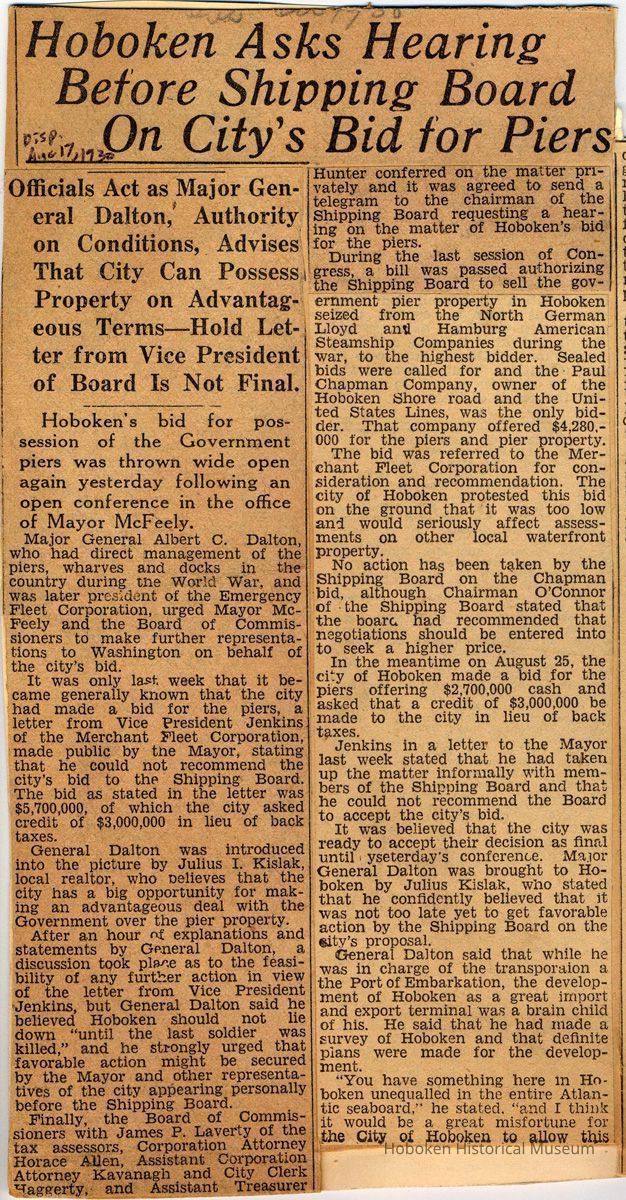 Hoboken Asks Hearing
Before Shipping Board
On City's Bid for Piers
Disp.
Aug 17, 1930
Officials Act as Major Gen-
eral Dalton, Authority
on Conditions, Advises
That City Can Possess
Property on Advantag-
eous Terms—Hold Let-
ter from Vice President
of Board Is Not Final.
Hoboken's bid for pos-
session of the Government
piers was thrown wide open
again yesterday following an
open conference in the office
of Mayor McFeely.
Major General Albert C. Dalton,
who had direct management of the
piers, wharves and docks in the
country during the World War, and
was later president of the Emergency
Fleet Corporation, urged Mayor Mc-
Feely and the Board of Commis-
sioners to make further representa-
tions to Washington on behalf of
the city's bid.
It was only last week that it be-
came generally known that the city
had made a bid for the piers, a
letter from Vice President Jenkins
of the Merchant Fleet Corporation,
made public by the Mayor, stating
that he could not recommend the
city's bid to the Shipping Board.
The bid as stated in the letter was
$5,700,000, of which the city asked
credit of $3,000,000 in lieu of back
taxes.
General Dalton was introduced
into the picture by Julius I. Kislak,
local realtor, who believes that the
city has a big opportunity for mak-
ing an advantageous deal with the
Government over the pier property.
After an hour of explanations and
statements by General Dalton, a
discussion took place as to the feasi-
bility of any further action in view
of the letter from Vice President
Jenkins, but General Dalton said he
believed Hoboken should not lie
down "until the last soldier was
killed," and he strongly urged that
favorable action might be secured
by the Mayor and other representa-
tives of the city appearing personally
before the Shipping Board.
Finally, the Board of Commis-
sioners with James P. Laverty of the
tax assessors, Corporation Attorney
Horace Allen, Assistant Corporation
Attorney Kavanagh and City Clerk
Haggerty, and Assistant Treasurer
Hunter conferred on the matter pri-
vately and it was agreed to send a
telegram to the chairman of the
Shipping Board requesting a hear-
ing on the matter of Hoboken's bid
for the piers.
During the last session of Con-
gress, a bill was passed authorizing
the Shipping Board to sell the gov-
ernment pier property in Hoboken
seized from the North German
Lloyd and Hamburg American
Steamship Companies during the
war, to the highest bidder. Sealed
bids were called for and the Paul
Chapman Company, owner of the
Hoboken Shore road and the Uni-
ted States Lines, was the only bid-
der. That company offered $4,280,-
000 for the piers and pier property.
The bid was referred to the Mer-
chant Fleet Corporation for con-
sideration and recommendation. The
city of Hoboken protested this bid
on the ground that it was too low
and would seriously affect assess-
ments on other local waterfront
property.
No action has been taken by the
Shipping Board on the Chapman
bid, although Chairman O'Connor
of the Shipping Board stated that
the board had recommended that
negotiations should be entered into
to seek a higher price.
In the meantime on August 25, the
city of Hoboken made a bid for the
piers offering $2,700,000 cash and
asked that a credit of $3,000,000 be
made to the city in lieu of back
taxes.
Jenkins in a letter to the Mayor
last week stated that he had taken
up the matter informally with mem-
bers of the Shipping Board and that
he could not recommend the Board
to accept the city's bid.
It was believed that the city was
ready to accept their decision as final
until yseterday's conference. Major
General Dalton was brought to Ho-
boken by Julius Kislak, who stated
that he confidently believed that it
was not too late yet to get favorable
action by the Shipping Board on the
city's proposal.
General Dalton said that while he
was in charge of the transporaion a
the Port of Embarkation, the develop-
ment of Hoboken as a great import
and export terminal was a brain child
of his. He said that he had made a
survey of Hoboken and that definite
plans were made for the develop-
ment.
"You have something here in Ho-
boken unequalled in the entire Atlan-
tic seaboard," he stated, "and I think
it would be a great misfortune for
the City of Hoboken to allow this
Hoboken Historical Museum